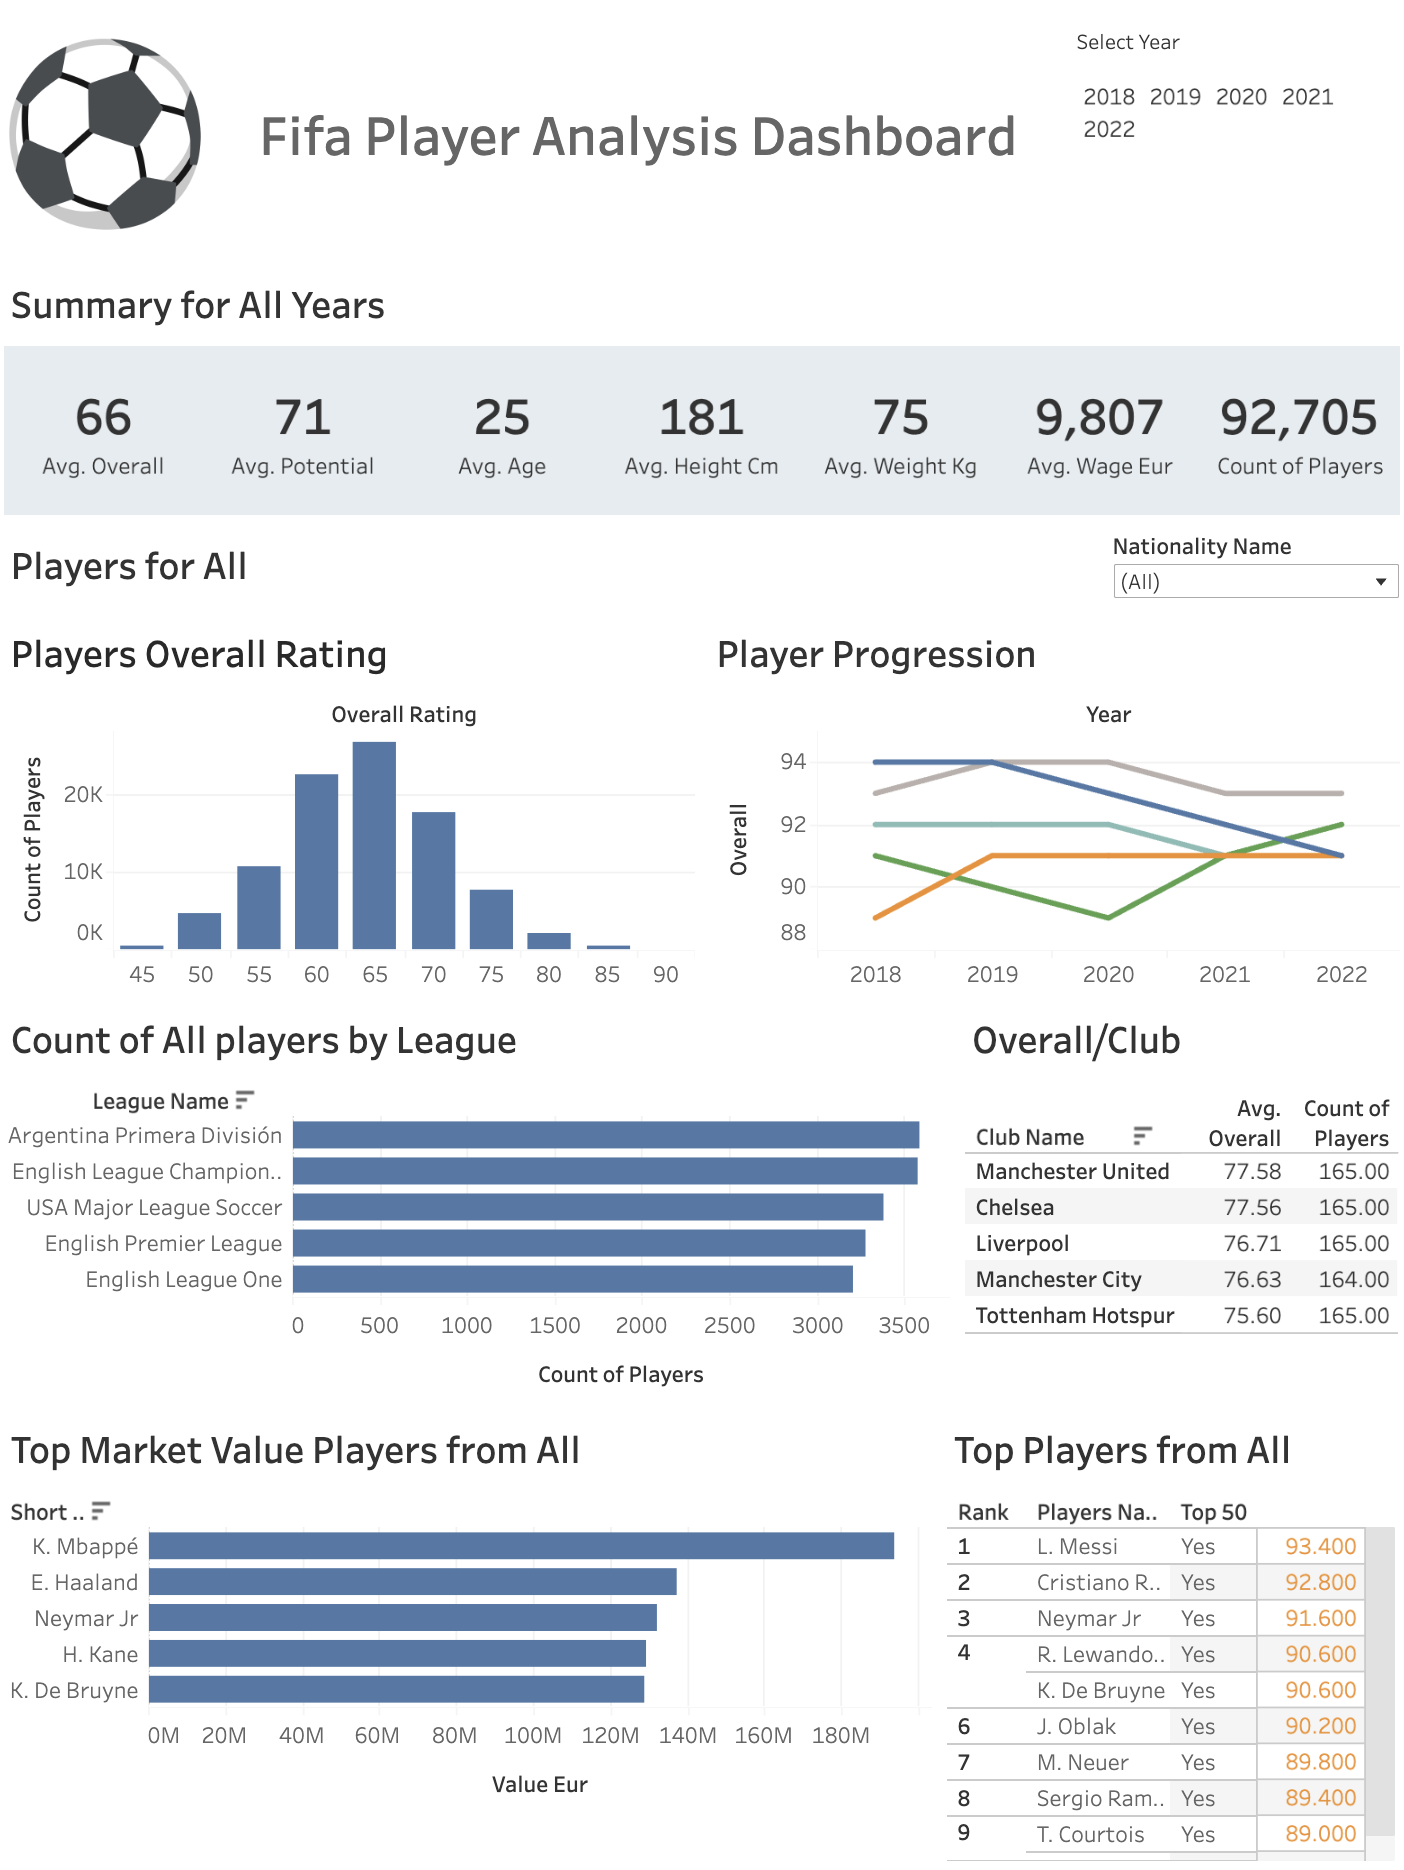 Select Year
2018 2019 2020 2021
2022
Fifa Player Analysis Dashboard
Summary for All Years
66 71 25 181 75 9,807 92,705
Avg. Overall Avg. Potential Avg. Age Avg. Height Cm Avg. Weight Kg Avg. Wage Eur Count of Players
Players for All
Nationality Name
(All)
Players Overall Rating
Overall Rating
Count of Players
20K
10K
0K
45 50 55 60 65 70 75 80 85 90
Player Progression
Year
Overall
94
92
90
88
2018 2019 2020 2021 2022
Count of All players by League
League Name
Argentina Primera División
English League Champion..
USA Major League Soccer
English Premier League
English League One
0 500 1000 1500 2000 2500 3000 3500
Count of Players
Overall/Club
Club Name Avg. Overall Count of Players
Manchester United 77.58 165.00
Chelsea 77.56 165.00
Liverpool 76.71 165.00
Manchester City 76.63 164.00
Tottenham Hotspur 75.60 165.00
Top Market Value Players from All
Short ..
K. Mbappé
E. Haaland
Neymar Jr
H. Kane
K. De Bruyne
0M 20M 40M 60M 80M 100M 120M 140M 160M 180M
Value Eur
Top Players from All
Rank Players Na.. Top 50
1 L. Messi Yes 93.400
2 Cristiano R.. Yes 92.800
3 Neymar Jr Yes 91.600
4 R. Lewando.. Yes 90.600
K. De Bruyne Yes 90.600
6 J. Oblak Yes 90.200
7 M. Neuer Yes 89.800
8 Sergio Ram.. Yes 89.400
9 T. Courtois Yes 89.000